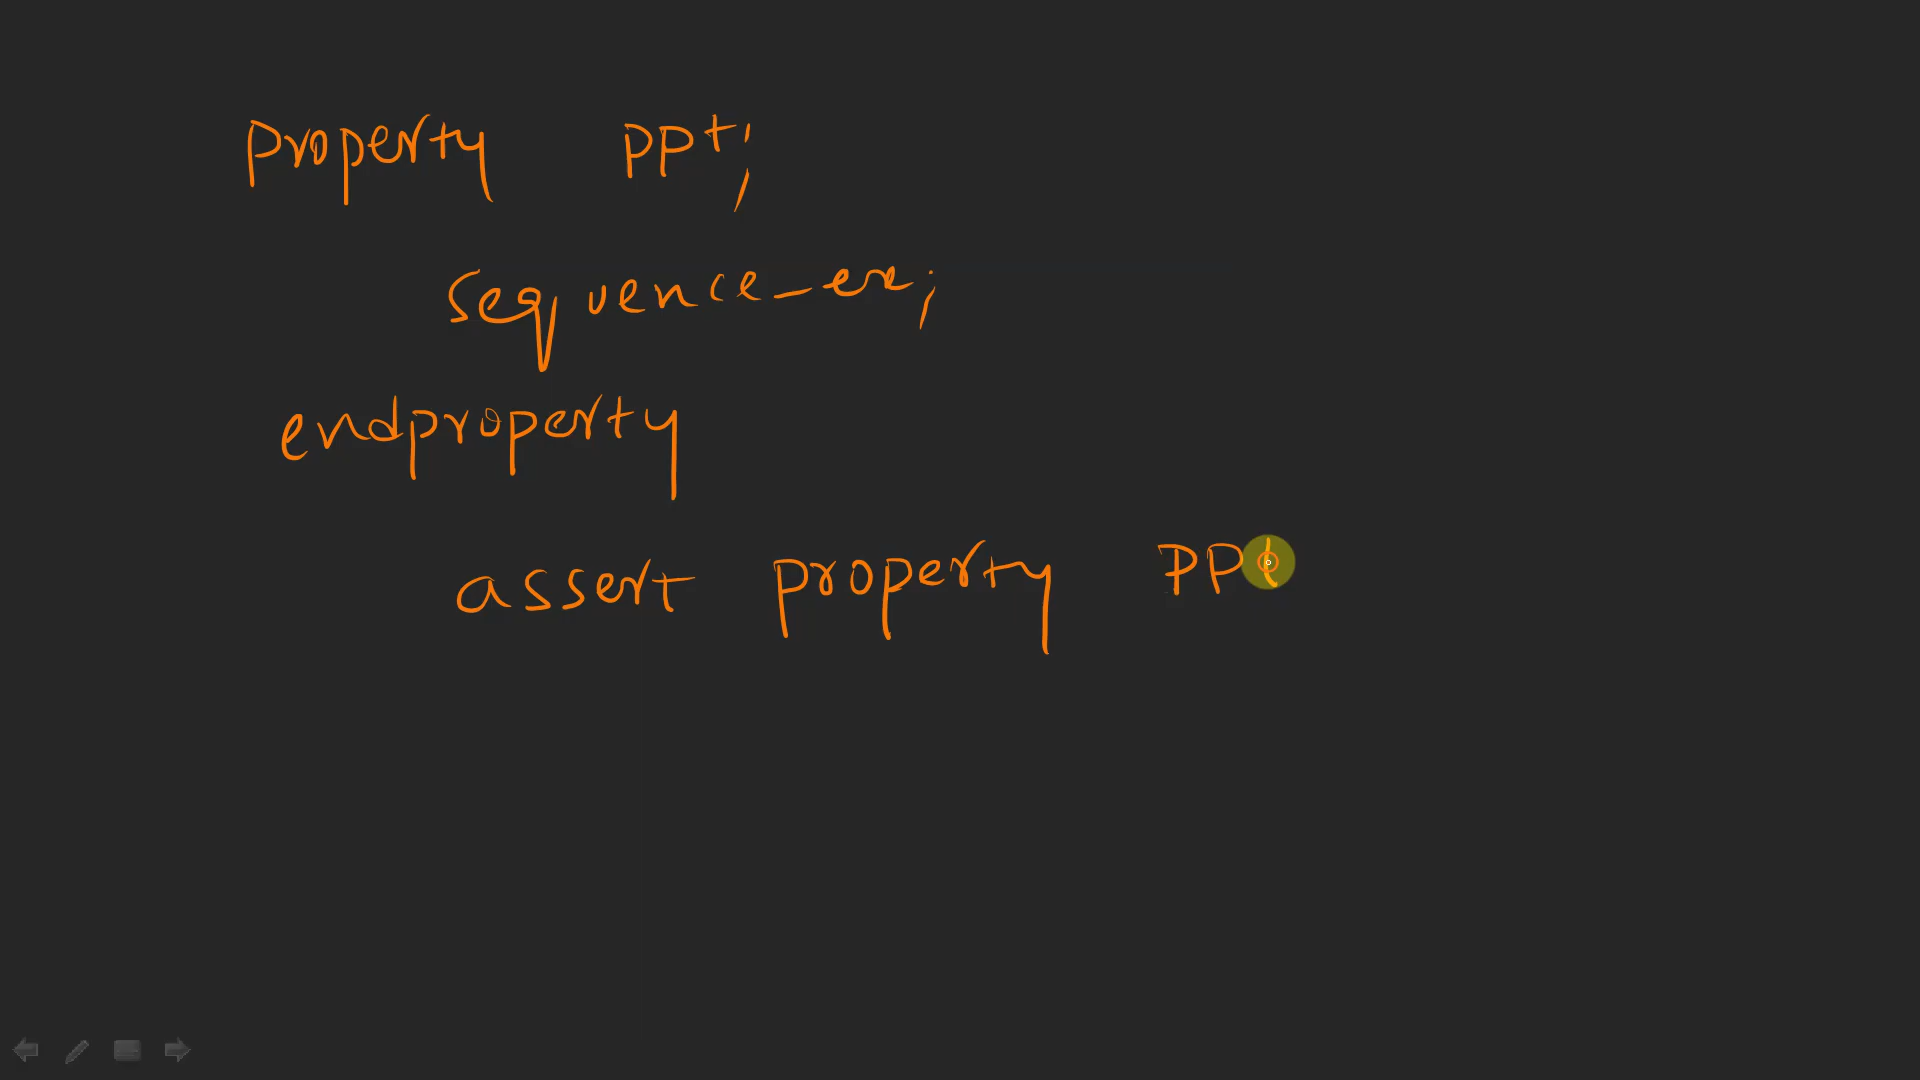 property ppt;
sequence_ex;
endproperty
assert property ppt